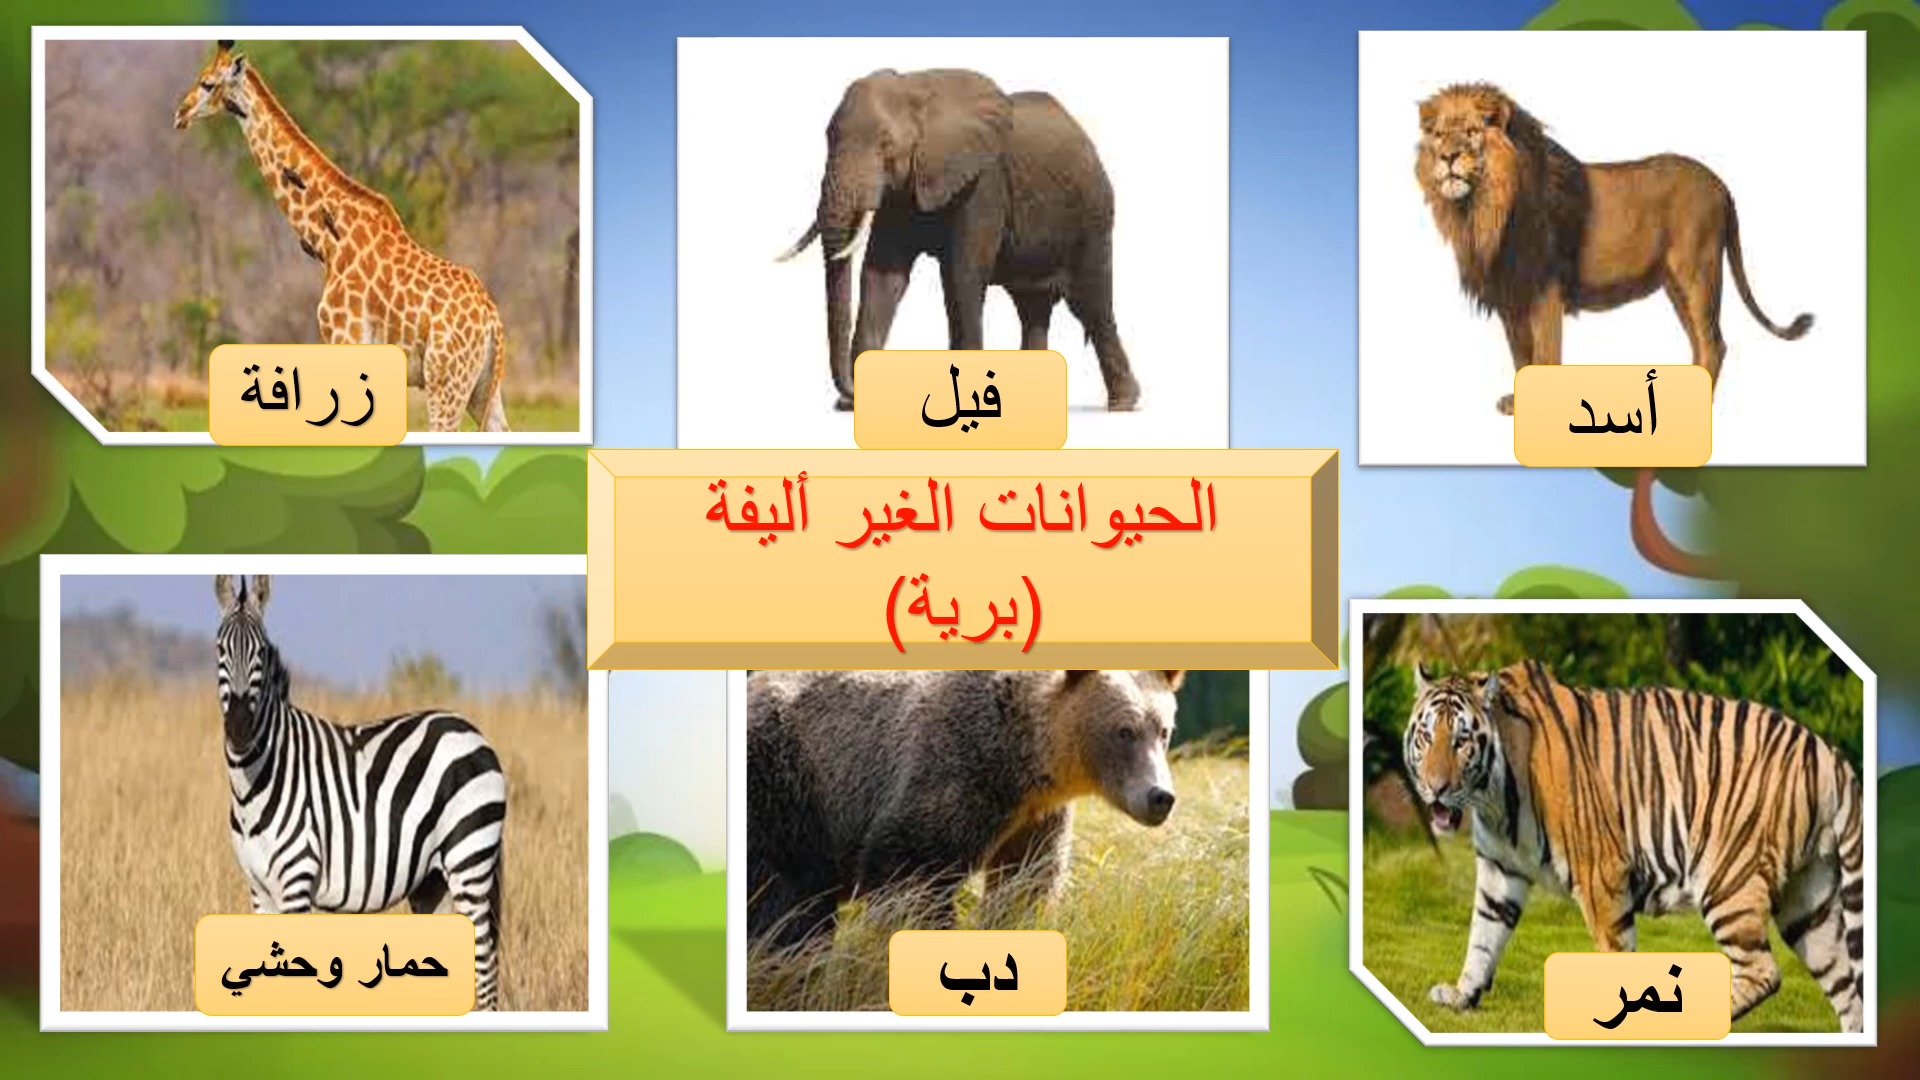 أسد
فيل
زرافة
الحيوانات الغير أليفة
(برية)
نمر
دب
حمار وحشي